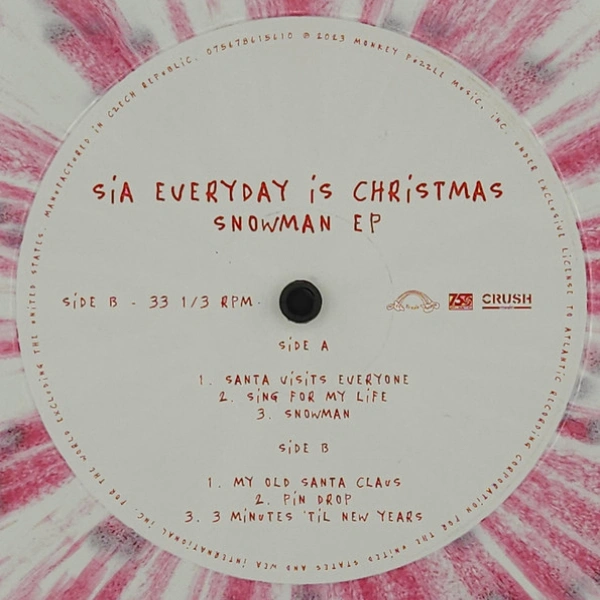 SiA EVERYDAY iS CHRiSTMAS
SNOWMAN EP
SiDE B - 33 1/3 RPM.
75
CRUSH
SiDE A
1. SANTA ViSiTS EVERYONE
2. SiNG FOR MY LiFE
3. SNOWMAN
SiDE B
1. MY OLD SANTA CLAUS
2. PiN DROP
3. 3 MiNUTES 'TiL NEW YEARS
MANUFACTURED iN CZECH REPUBLiC. 075678615610 ℗ 2023 MONKEY PUZZLE MUSiC, iNC. UNDER EXCLUSiVE LiCENSE TO ATLANTiC RECORDiNG CORPORATiON FOR THE UNiTED STATES AND WEA iNTERNATiONAL iNC. FOR THE WORLD EXCLUDiNG THE UNiTED STATES.